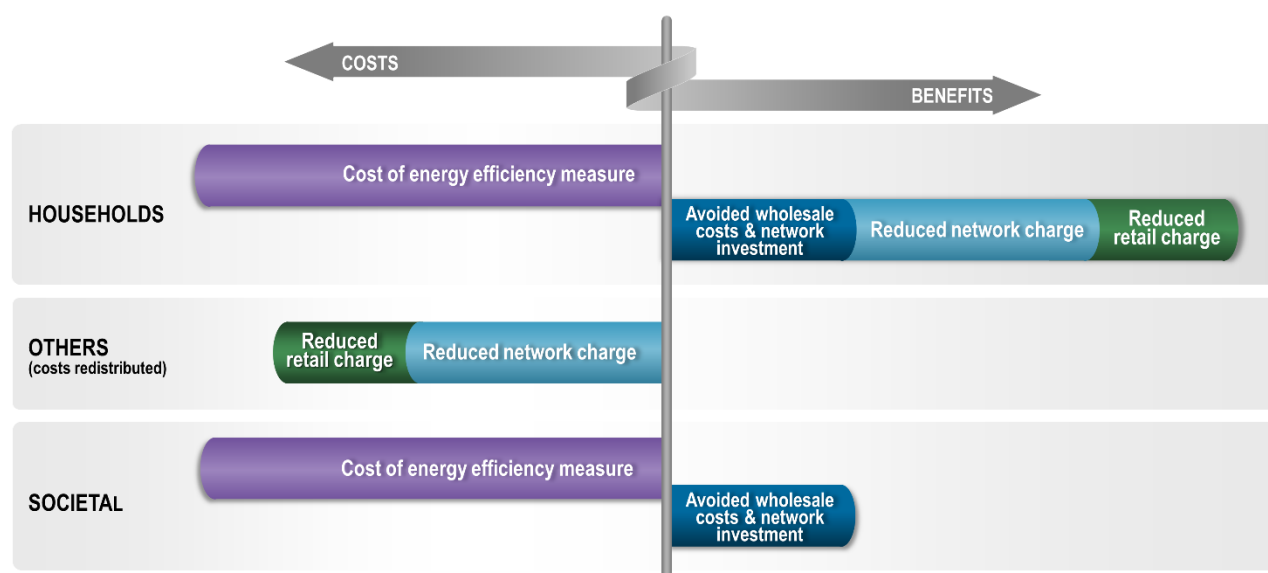 COSTS
BENEFITS
Cost of energy efficiency measure
HOUSEHOLDS
Avoided wholesale
costs & network
investment
Reduced network charge
Reduced
retail charge
OTHERS
(costs redistributed)
Reduced
retail charge
Reduced network charge
Cost of energy efficiency measure
SOCIETAL
Avoided wholesale
costs & network
investment